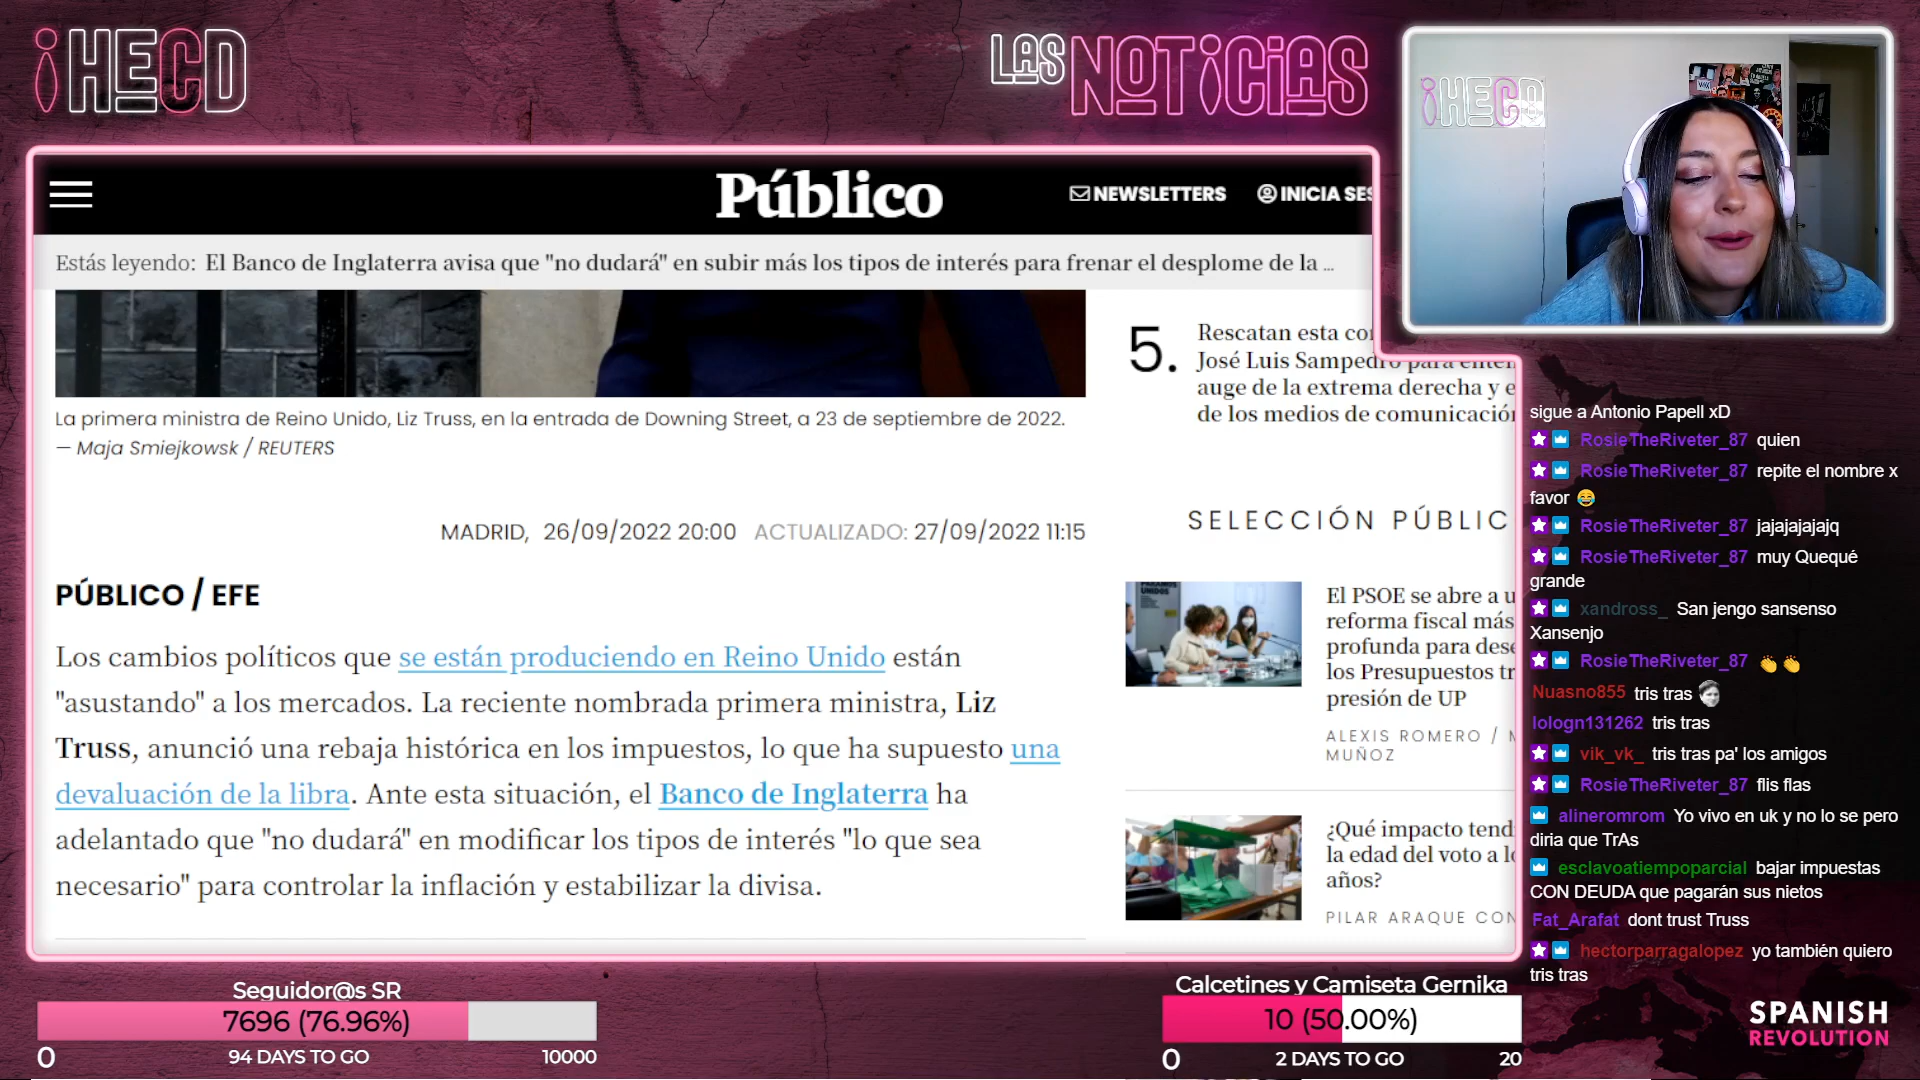 ¡HECD
LAS NOTICIAS
¡HECD
Público
NEWSLETTERS
INICIA SES
Estás leyendo: El Banco de Inglaterra avisa que "no dudará" en subir más los tipos de interés para frenar el desplome de la ...
La primera ministra de Reino Unido, Liz Truss, en la entrada de Downing Street, a 23 de septiembre de 2022.
— Maja Smiejkowsk / REUTERS
MADRID, 26/09/2022 20:00 ACTUALIZADO: 27/09/2022 11:15
PÚBLICO / EFE
Los cambios políticos que se están produciendo en Reino Unido están
"asustando" a los mercados. La reciente nombrada primera ministra, Liz
Truss, anunció una rebaja histórica en los impuestos, lo que ha supuesto una
devaluación de la libra. Ante esta situación, el Banco de Inglaterra ha
adelantado que "no dudará" en modificar los tipos de interés "lo que sea
necesario" para controlar la inflación y estabilizar la divisa.
5.
Rescatan esta co
José Luis Sampedro para enten
auge de la extrema derecha y e
de los medios de comunicación
SELECCIÓN PÚBLIC
El PSOE se abre a u
reforma fiscal más
profunda para dese
los Presupuestos tr
presión de UP
ALEXIS ROMERO / M
MUÑOZ
¿Qué impacto tend
la edad del voto a lo
años?
PILAR ARAQUE CON
sigue a Antonio Papell xD
RosieTheRiveter_87 quien
RosieTheRiveter_87 repite el nombre x
favor 😂
RosieTheRiveter_87 jajajajajajq
RosieTheRiveter_87 muy Quequé
grande
xandross_ San jengo sansenso
Xansenjo
RosieTheRiveter_87 👏👏
Nuasno855 tris tras
lologn131262 tris tras
vik_vk_ tris tras pa' los amigos
RosieTheRiveter_87 flis flas
alineromrom Yo vivo en uk y no lo se pero
diria que TrAs
esclavoatiempoparcial bajar impuestas
CON DEUDA que pagarán sus nietos
Fat_Arafat dont trust Truss
hectorparragalopez yo también quiero
tris tras
Seguidor@s SR
7696 (76.96%)
0 94 DAYS TO GO 10000
Calcetines y Camiseta Gernika
10 (50.00%)
0 2 DAYS TO GO 20
SPANISH
REVOLUTION